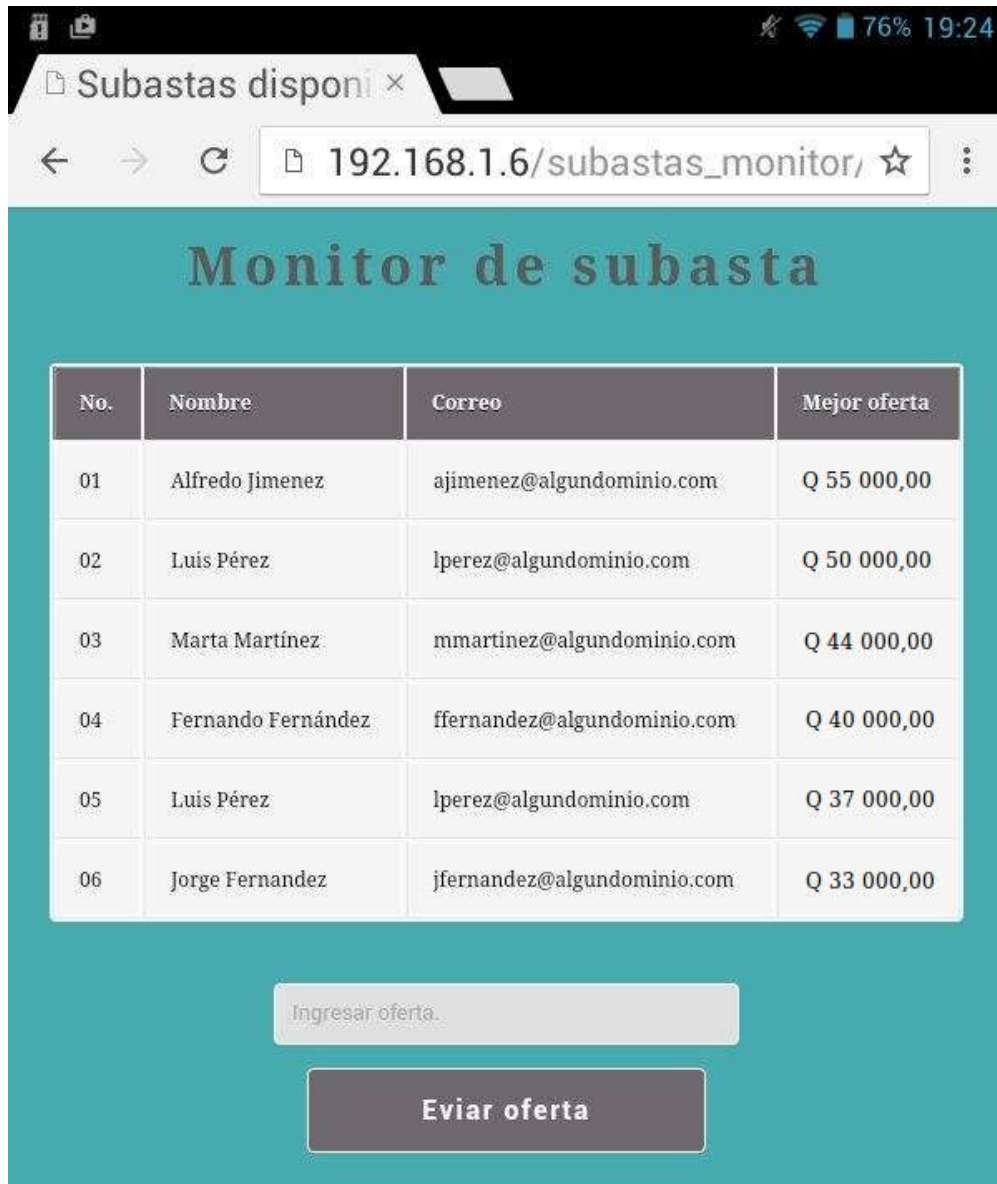 76% 19:24
Subastas disponi
192.168.1.6/subastas_monitor/
Monitor de subasta
No. Nombre Correo Mejor oferta
01 Alfredo Jimenez ajimenez@algundominio.com Q 55 000,00
02 Luis Pérez lperez@algundominio.com Q 50 000,00
03 Marta Martínez mmartinez@algundominio.com Q 44 000,00
04 Fernando Fernández ffernandez@algundominio.com Q 40 000,00
05 Luis Pérez lperez@algundominio.com Q 37 000,00
06 Jorge Fernandez jfernandez@algundominio.com Q 33 000,00
Ingresar oferta.
Eviar oferta